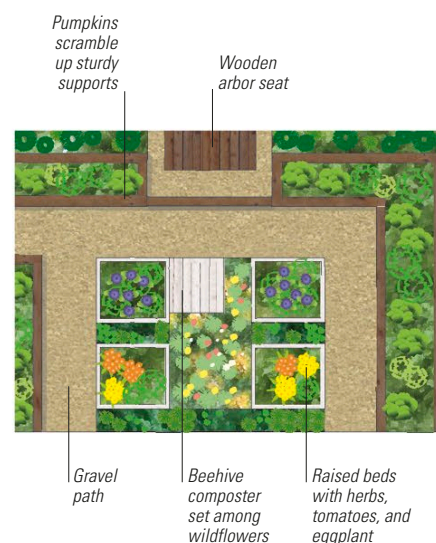 Pumpkins
scramble
up sturdy
supports
Wooden
arbor seat
Gravel
path
Beehive
composter
set among
wildflowers
Raised beds
with herbs,
tomatoes, and
eggplant